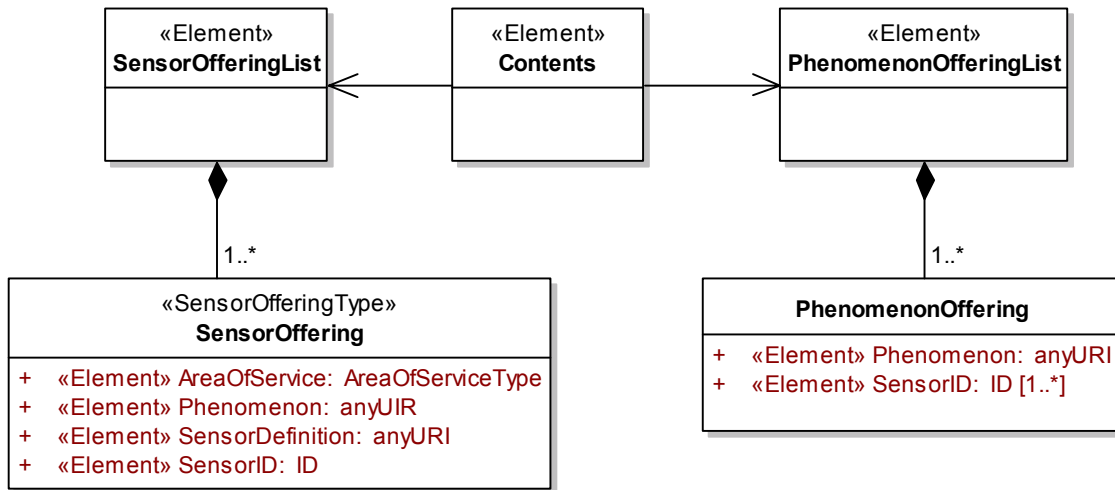 «Element»
SensorOfferingList
«Element»
Contents
«Element»
PhenomenonOfferingList
1..*
1..*
«SensorOfferingType»
SensorOffering
+ «Element» AreaOfService: AreaOfServiceType
+ «Element» Phenomenon: anyUIR
+ «Element» SensorDefinition: anyURI
+ «Element» SensorID: ID
PhenomenonOffering
+ «Element» Phenomenon: anyURI
+ «Element» SensorID: ID [1..*]